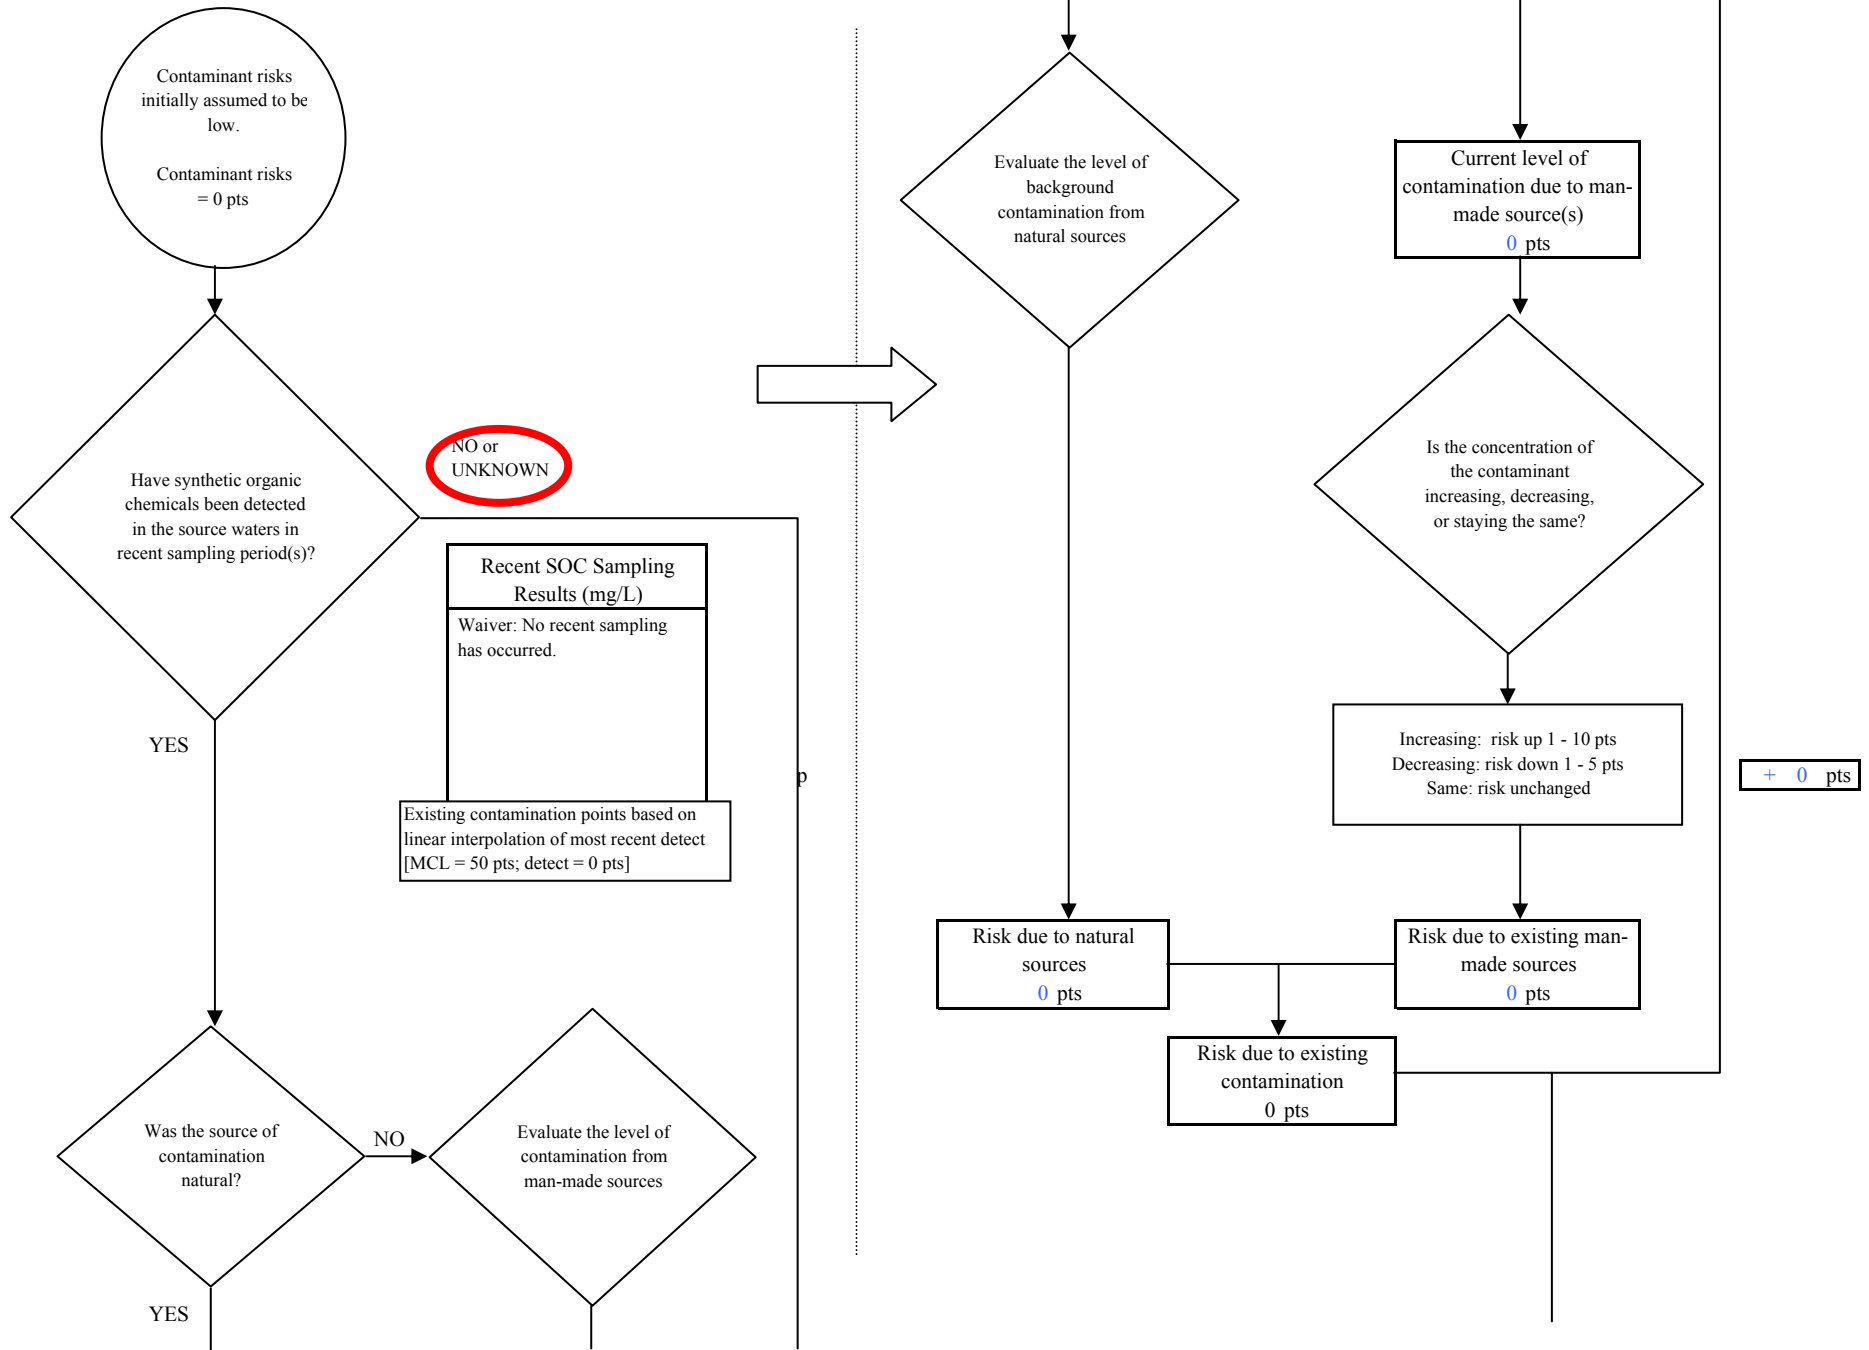 Contaminant risks
initially assumed to be
low.
Contaminant risks
= 0 pts
Have synthetic organic
chemicals been detected
in the source waters in
recent sampling period(s)?
NO or
UNKNOWN
Recent SOC Sampling
Results (mg/L)
Waiver: No recent sampling
has occurred.
YES
p
Existing contamination points based on
linear interpolation of most recent detect
[MCL = 50 pts; detect = 0 pts]
Was the source of
contamination
natural?
NO
Evaluate the level of
contamination from
man-made sources
YES
Evaluate the level of
background
contamination from
natural sources
Current level of
contamination due to man-
made source(s)
0 pts
Is the concentration of
the contaminant
increasing, decreasing,
or staying the same?
Increasing: risk up 1 - 10 pts
Decreasing: risk down 1 - 5 pts
Same: risk unchanged
+ 0 pts
Risk due to natural
sources
0 pts
Risk due to existing man-
made sources
0 pts
Risk due to existing
contamination
0 pts